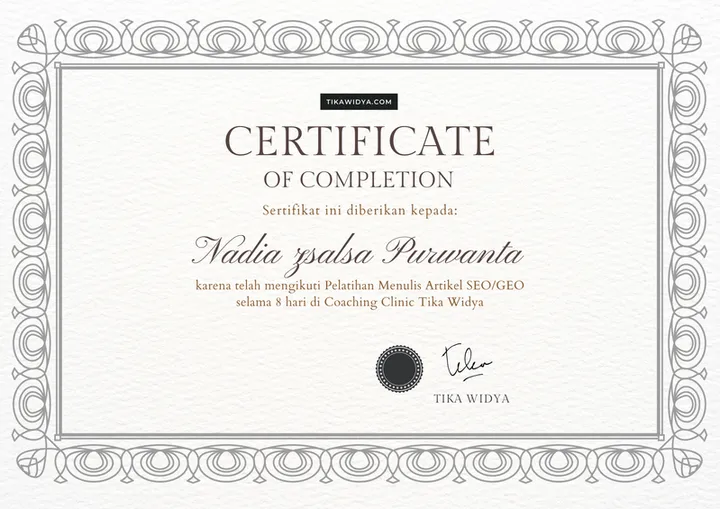 TIKAWIDYA.COM
CERTIFICATE
OF COMPLETION
Sertifikat ini diberikan kepada:
Nadia zsalsa Purwanta
karena telah mengikuti Pelatihan Menulis Artikel SEO/GEO
selama 8 hari di Coaching Clinic Tika Widya
Tika
TIKA WIDYA